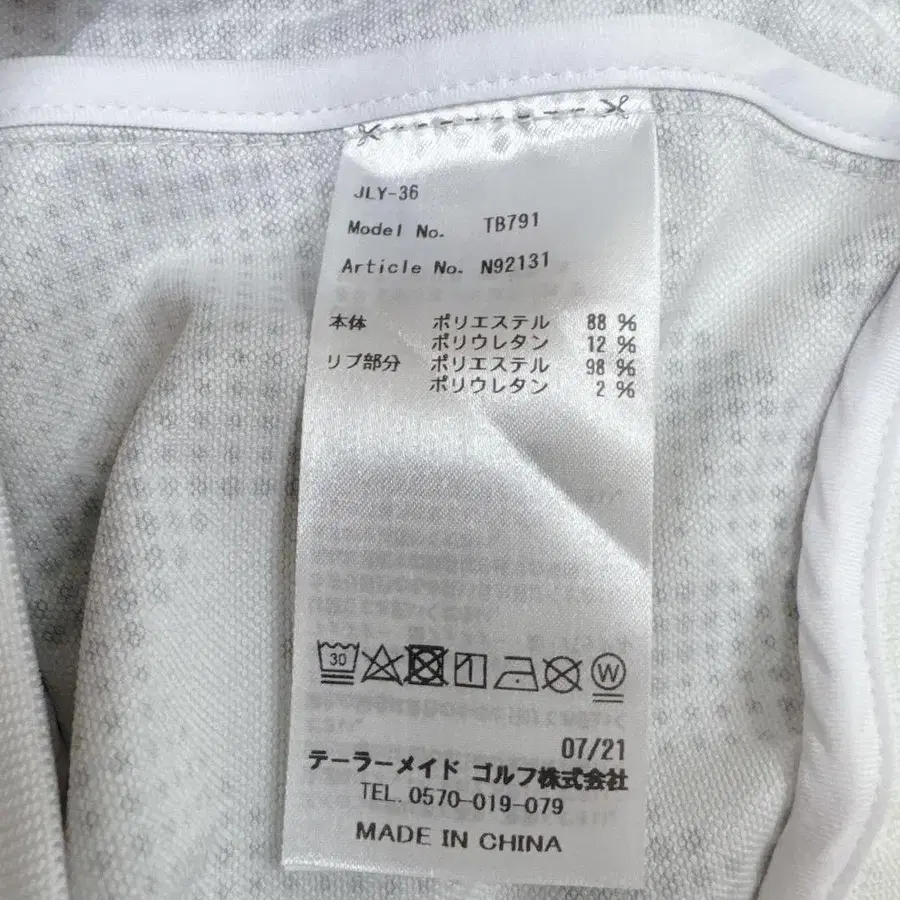 JLY-36
Model No. TB791
Article No. N92131
本体 ポリエステル 88 %
ポリウレタン 12 %
リブ部分 ポリエステル 98 %
ポリウレタン 2 %
30
W
07/21
テーラーメイド ゴルフ株式会社
TEL. 0570-019-079
MADE IN CHINA